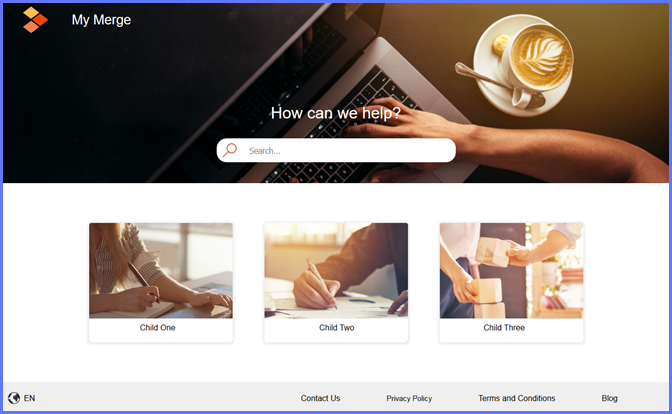 My Merge
How can we help?
Search...
Child One
Child Two
Child Three
EN
Contact Us
Privacy Policy
Terms and Conditions
Blog